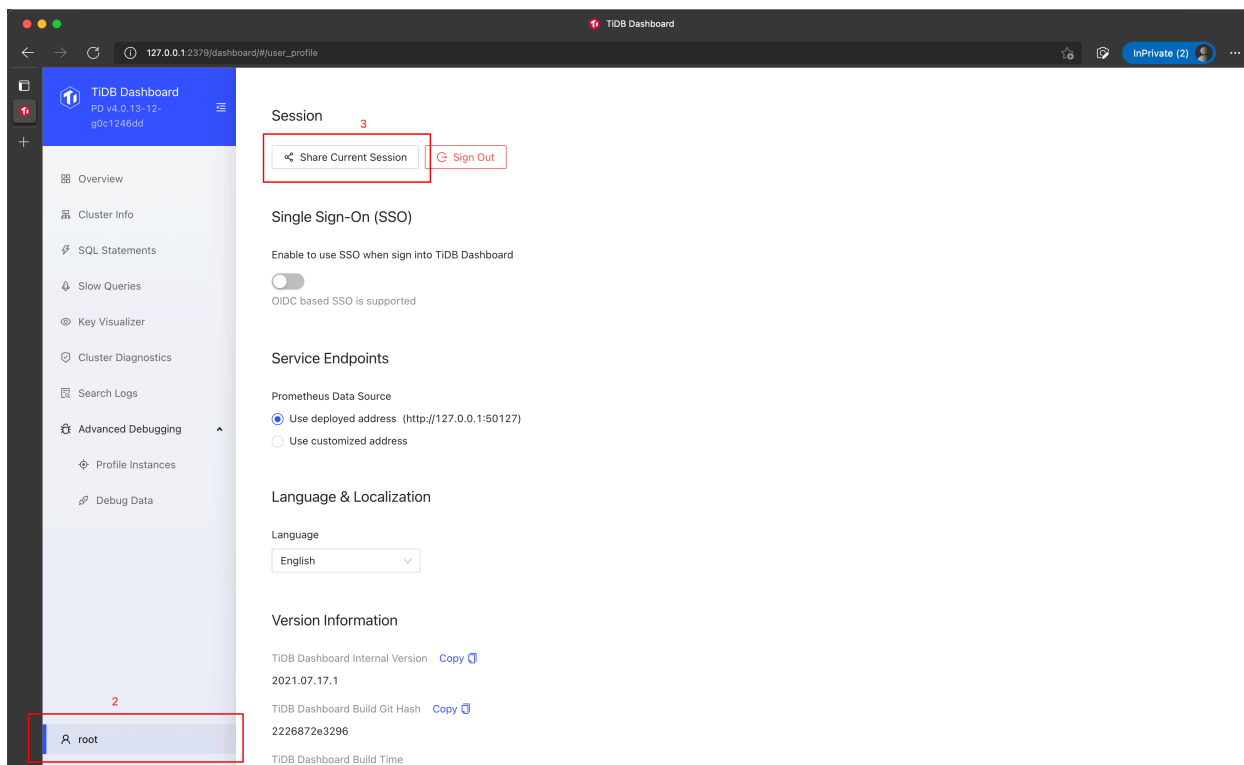 TiDB Dashboard
127.0.0.1:2379/dashboard/#/user_profile
InPrivate (2)
TiDB Dashboard
PD v4.0.13-12-
g0c1246dd
Overview
Cluster Info
SQL Statements
Slow Queries
Key Visualizer
Cluster Diagnostics
Search Logs
Advanced Debugging
Profile Instances
Debug Data
2
root
Session
3
Share Current Session
Sign Out
Single Sign-On (SSO)
Enable to use SSO when sign into TiDB Dashboard
OIDC based SSO is supported
Service Endpoints
Prometheus Data Source
Use deployed address (http://127.0.0.1:50127)
Use customized address
Language & Localization
Language
English
Version Information
TiDB Dashboard Internal Version Copy
2021.07.17.1
TiDB Dashboard Build Git Hash Copy
2226872e3296
TiDB Dashboard Build Time